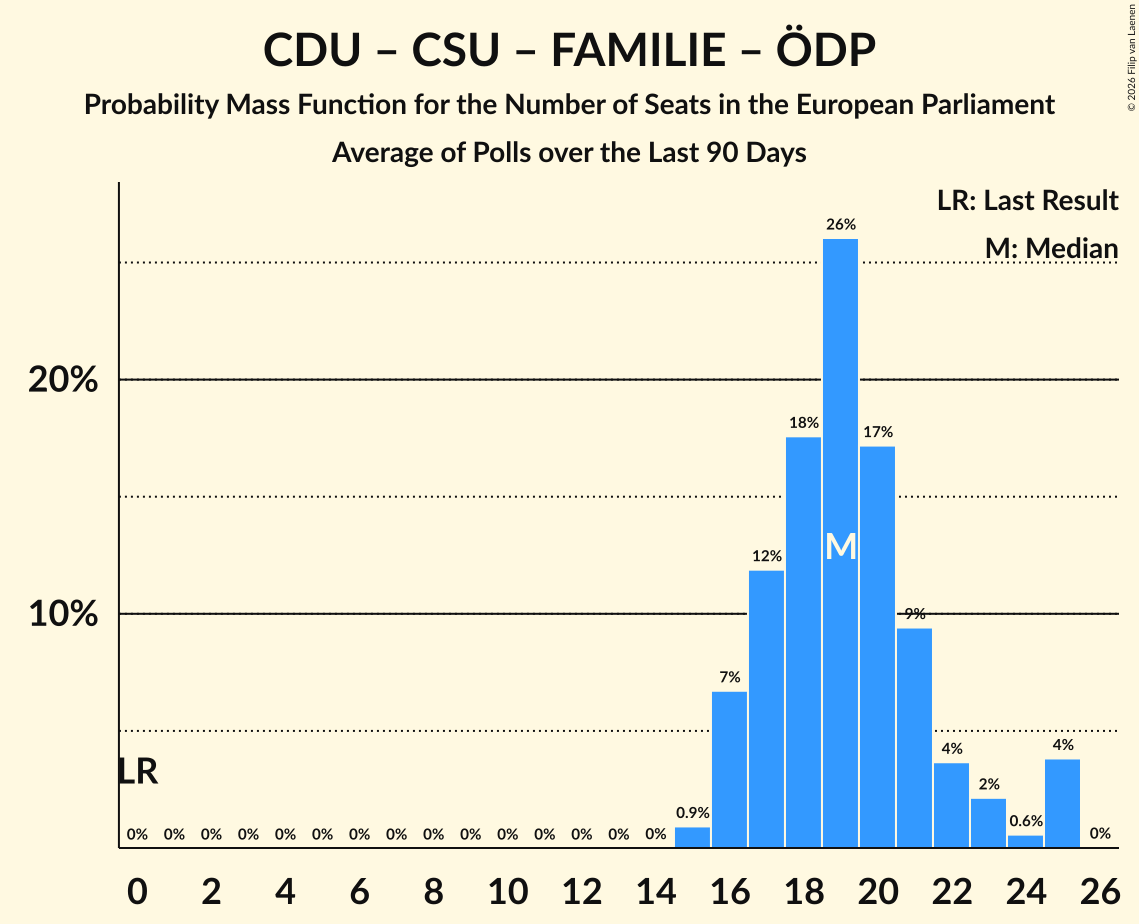 CDU – CSU – FAMILIE – ÖDP
Probability Mass Function for the Number of Seats in the European Parliament
Average of Polls over the Last 90 Days
© 2026 Filip van Laenen
LR: Last Result
M: Median
26%
20%
18%
17%
M
12%
10%
9%
7%
LR
4%
4%
2%
0.9%
0.6%
0% 0% 0% 0% 0% 0% 0% 0% 0% 0% 0% 0% 0% 0% 0% 0%
0 2 4 6 8 10 12 14 16 18 20 22 24 26